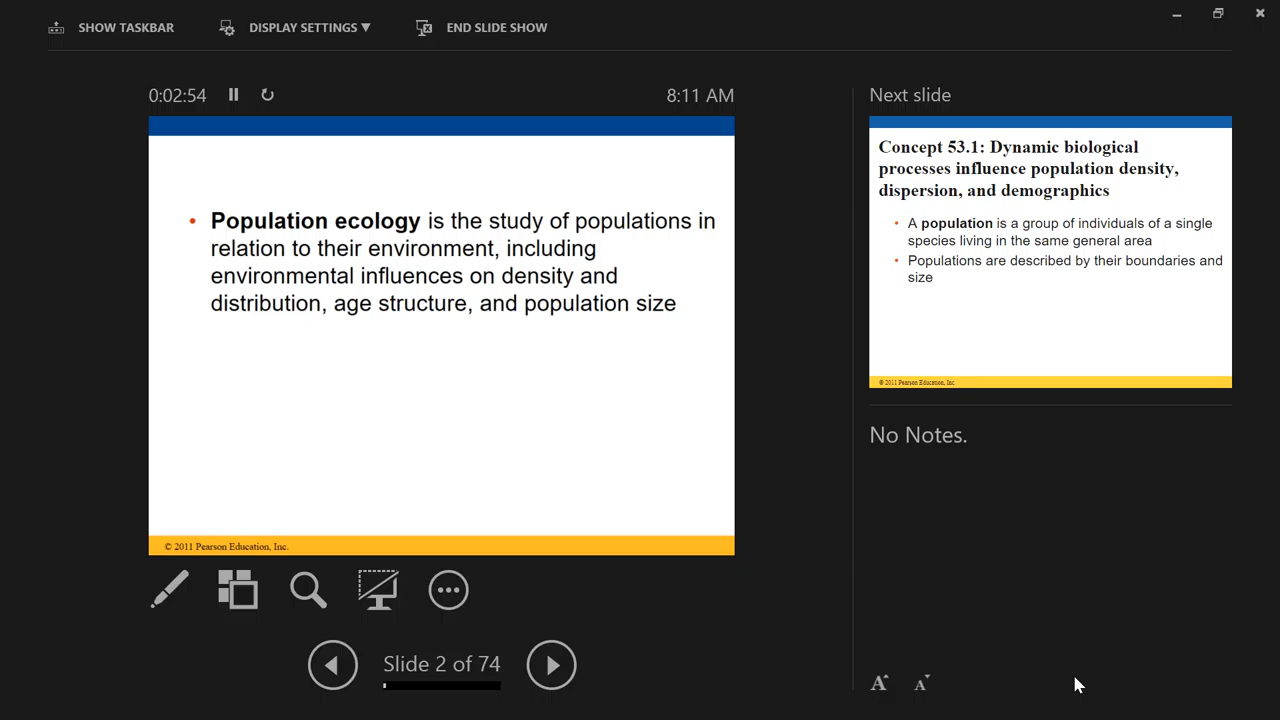 SHOW TASKBAR
DISPLAY SETTINGS ▼
END SLIDE SHOW
0:02:54
8:11 AM
• Population ecology is the study of populations in
relation to their environment, including
environmental influences on density and
distribution, age structure, and population size
© 2011 Pearson Education, Inc.
Slide 2 of 74
Next slide
Concept 53.1: Dynamic biological
processes influence population density,
dispersion, and demographics
• A population is a group of individuals of a single
species living in the same general area
• Populations are described by their boundaries and
size
© 2011 Pearson Education, Inc.
No Notes.
A A